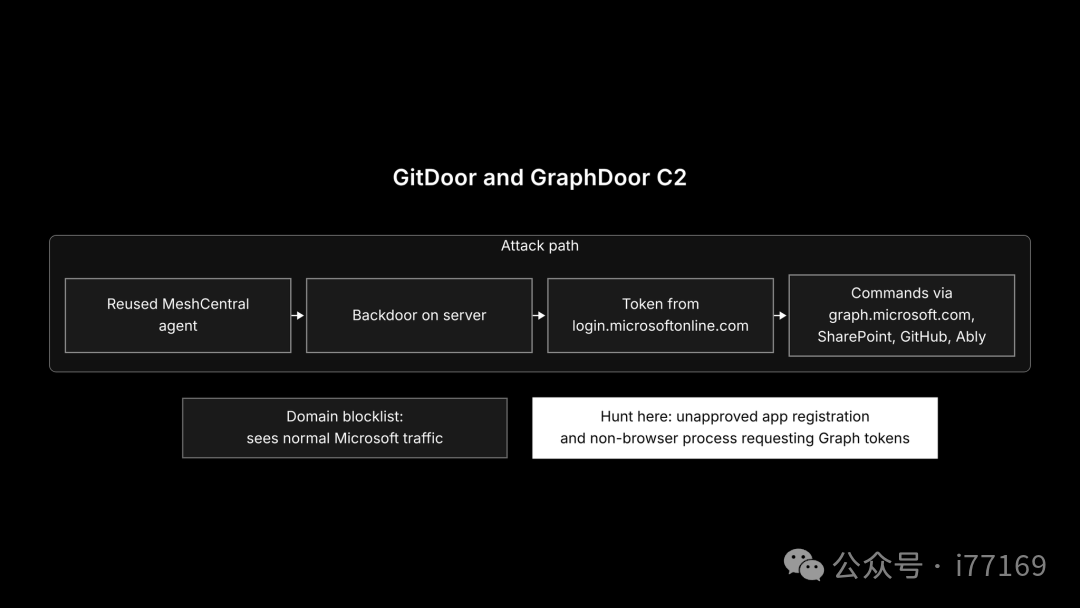 GitDoor and GraphDoor C2
Attack path
Reused MeshCentral
agent
Backdoor on server
Token from
login.microsoftonline.com
Commands via
graph.microsoft.com,
SharePoint, GitHub, Ably
Domain blocklist:
sees normal Microsoft traffic
Hunt here: unapproved app registration
and non-browser process requesting Graph tokens
公众号 · i77169